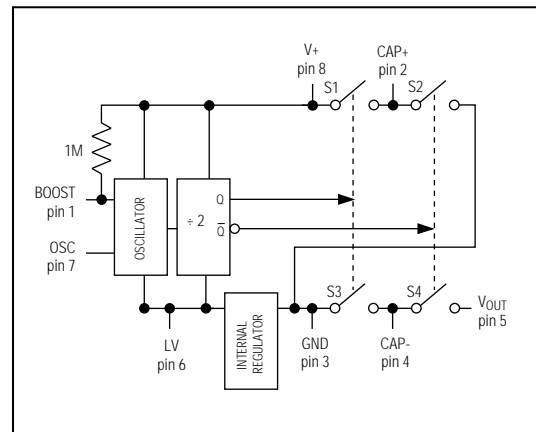 V+
pin 8
CAP+
pin 2
S1
S2
1M
BOOST
pin 1
OSC
pin 7
OSCILLATOR
÷ 2
Q
Q̅
S3
S4
VOUT
pin 5
LV
pin 6
INTERNAL
REGULATOR
GND
pin 3
CAP-
pin 4